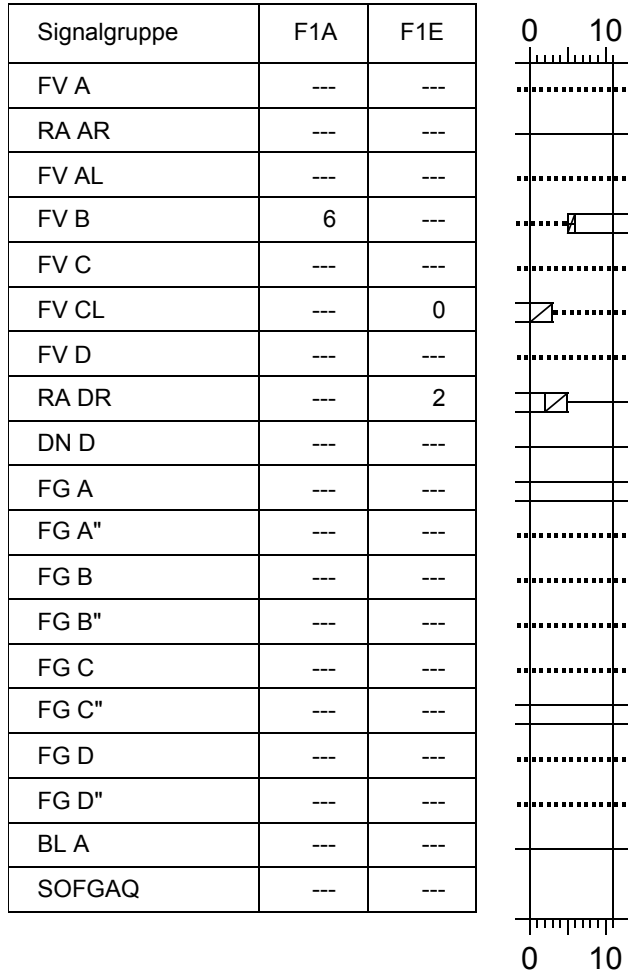 Signalgruppe F1A F1E 0 10
FV A --- ---
RA AR --- ---
FV AL --- ---
FV B 6 ---
FV C --- ---
FV CL --- 0
FV D --- ---
RA DR --- 2
DN D --- ---
FG A --- ---
FG A" --- ---
FG B --- ---
FG B" --- ---
FG C --- ---
FG C" --- ---
FG D --- ---
FG D" --- ---
BL A --- ---
SOFGAQ --- ---
0 10